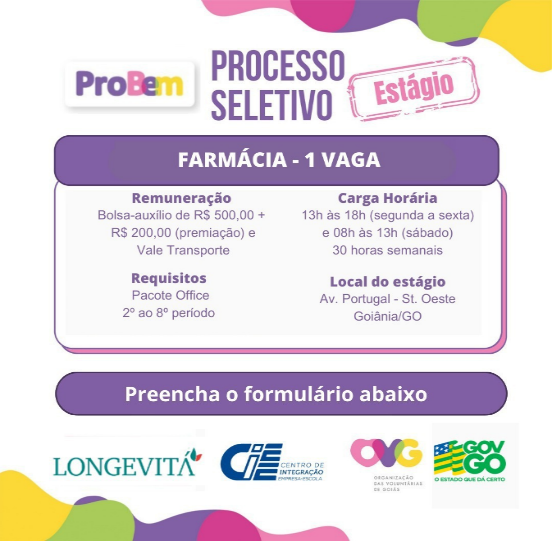 ProBem
PROCESSO
SELETIVO
Estágio
FARMÁCIA - 1 VAGA
Remuneração
Bolsa-auxílio de R$ 500,00 +
R$ 200,00 (premiação) e
Vale Transporte
Carga Horária
13h às 18h (segunda a sexta)
e 08h às 13h (sábado)
30 horas semanais
Requisitos
Pacote Office
2º ao 8º período
Local do estágio
Av. Portugal - St. Oeste
Goiânia/GO
Preencha o formulário abaixo
LONGEVITÁ
CIEE
CENTRO DE
INTEGRAÇÃO
EMPRESA-ESCOLA
OVG
ORGANIZAÇÃO
DAS VOLUNTÁRIAS
DE GOIÁS
GOV
GO
O ESTADO QUE DÁ CERTO